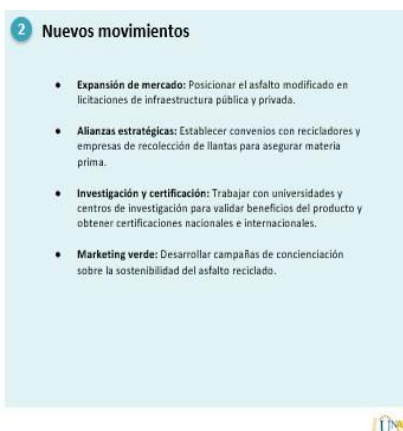 2 Nuevos movimientos
• Expansión de mercado: Posicionar el asfalto modificado en
licitaciones de infraestructura pública y privada.
• Alianzas estratégicas: Establecer convenios con recicladores y
empresas de recolección de llantas para asegurar materia
prima.
• Investigación y certificación: Trabajar con universidades y
centros de investigación para validar beneficios del producto y
obtener certificaciones nacionales e internacionales.
• Marketing verde: Desarrollar campañas de concienciación
sobre la sostenibilidad del asfalto reciclado.